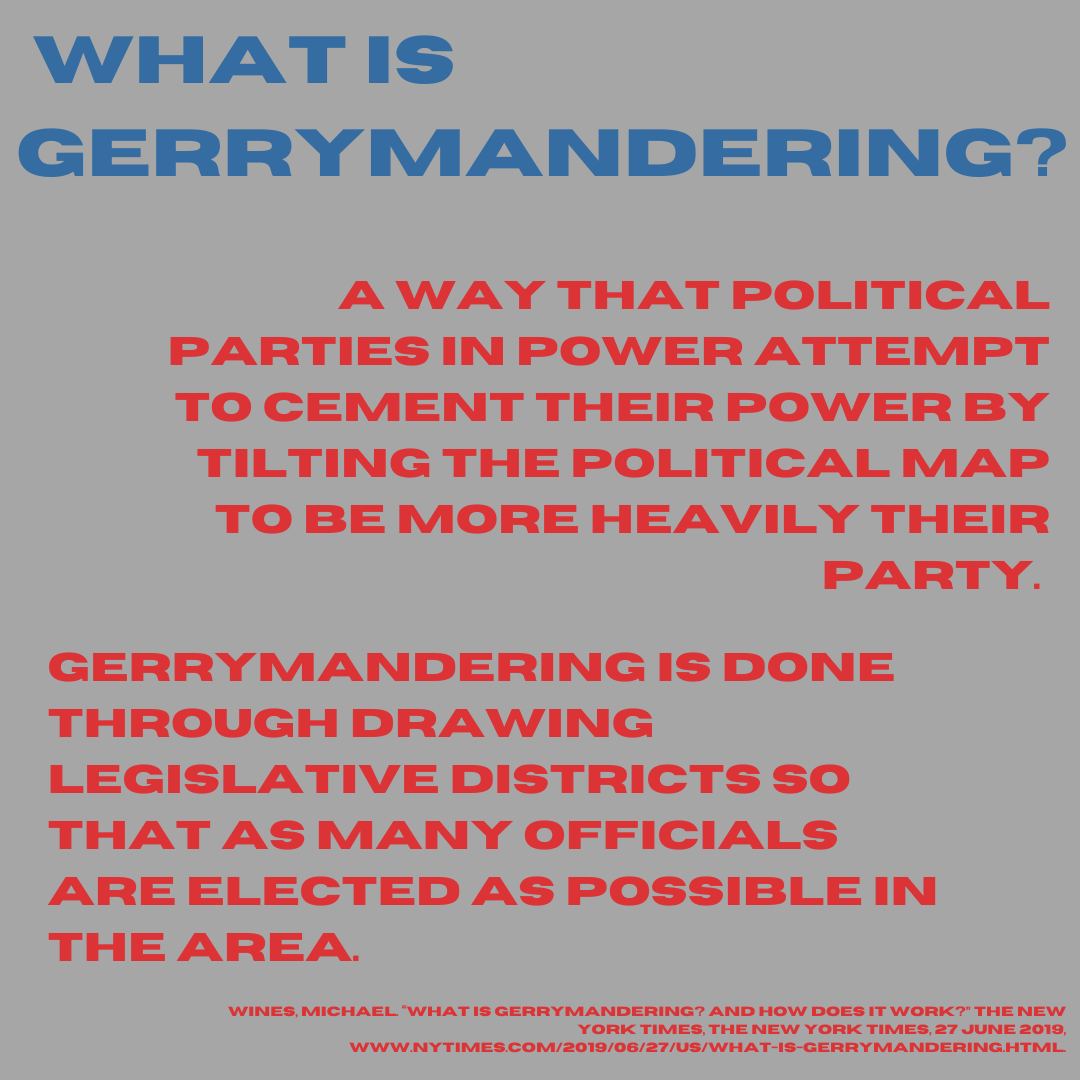 WHAT IS
GERRYMANDERING?
A WAY THAT POLITICAL
PARTIES IN POWER ATTEMPT
TO CEMENT THEIR POWER BY
TILTING THE POLITICAL MAP
TO BE MORE HEAVILY THEIR
PARTY.
GERRYMANDERING IS DONE
THROUGH DRAWING
LEGISLATIVE DISTRICTS SO
THAT AS MANY OFFICIALS
ARE ELECTED AS POSSIBLE IN
THE AREA.
WINES, MICHAEL. “WHAT IS GERRYMANDERING? AND HOW DOES IT WORK?” THE NEW
YORK TIMES, THE NEW YORK TIMES, 27 JUNE 2019,
WWW.NYTIMES.COM/2019/06/27/US/WHAT-IS-GERRYMANDERING.HTML.